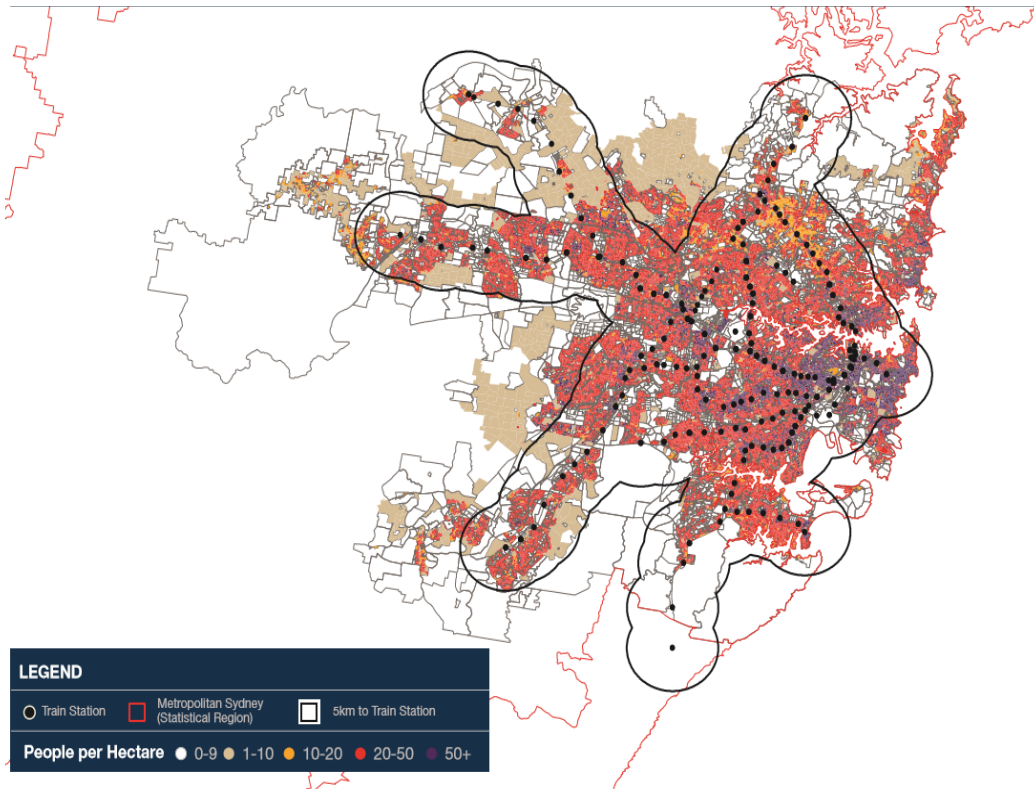 LEGEND
Train Station
Metropolitan Sydney
(Statistical Region)
5km to Train Station
People per Hectare 0-9 1-10 10-20 20-50 50+